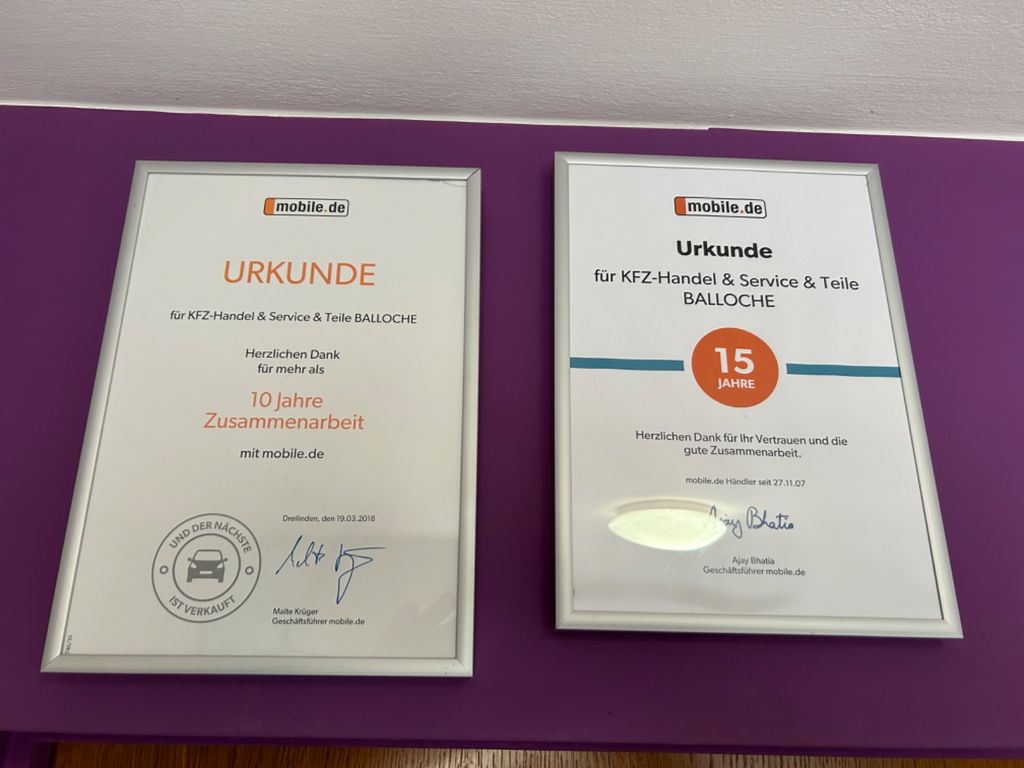 mobile.de
URKUNDE
für KFZ-Handel & Service & Teile BALLOCHE
Herzlichen Dank
für mehr als
10 Jahre
Zusammenarbeit
mit mobile.de
Dreilinden, den 19.03.2018
UND DER NÄCHSTE
IST VERKAUFT
Malte Krüger
Geschäftsführer mobile.de
mobile.de
Urkunde
für KFZ-Handel & Service & Teile
BALLOCHE
15
JAHRE
Herzlichen Dank für Ihr Vertrauen und die
gute Zusammenarbeit.
mobile.de Händler seit 27.11.07
Ajay Bhatia
Ajay Bhatia
Geschäftsführer mobile.de